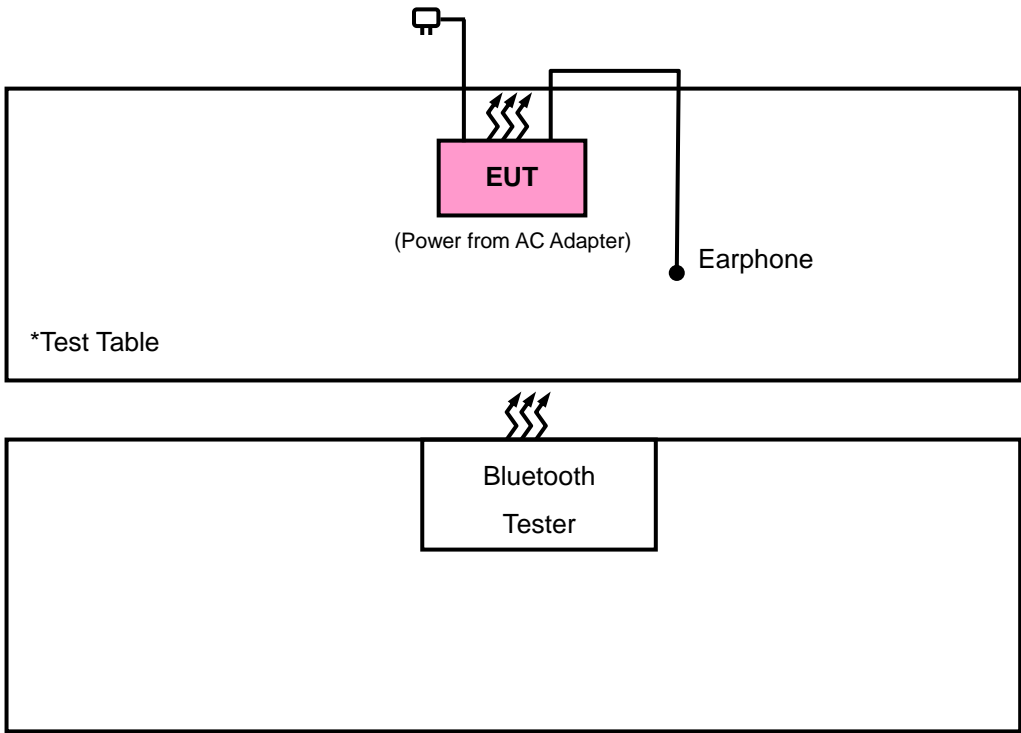 EUT
(Power from AC Adapter)
Earphone
*Test Table
Bluetooth
Tester